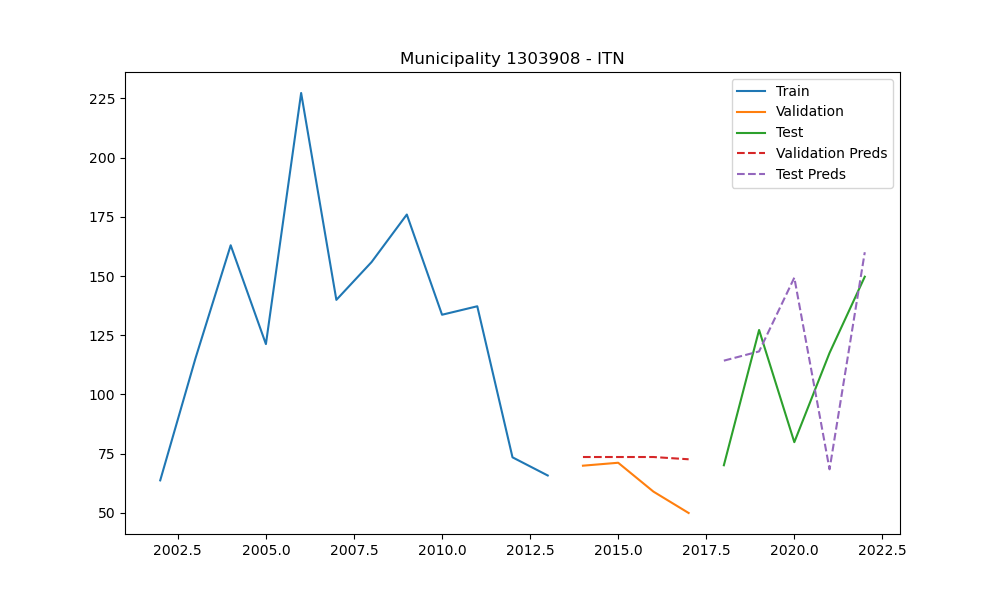 Municipality 1303908 - ITN
Train
Validation
Test
Validation Preds
Test Preds
225
200
175
150
125
100
75
50
2002.5 2005.0 2007.5 2010.0 2012.5 2015.0 2017.5 2020.0 2022.5